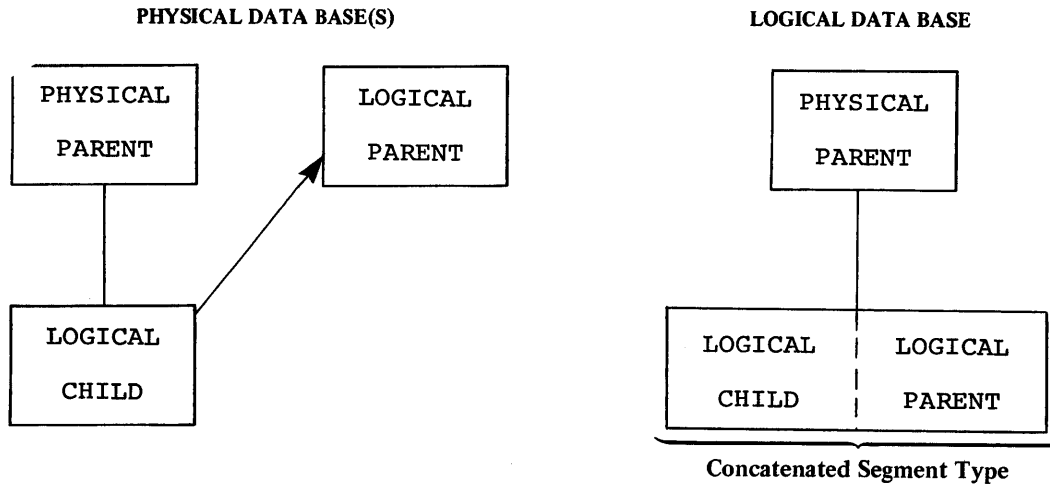 PHYSICAL DATA BASE(S)
PHYSICAL
PARENT
LOGICAL
PARENT
LOGICAL
CHILD
LOGICAL DATA BASE
PHYSICAL
PARENT
LOGICAL
CHILD
LOGICAL
PARENT
Concatenated Segment Type